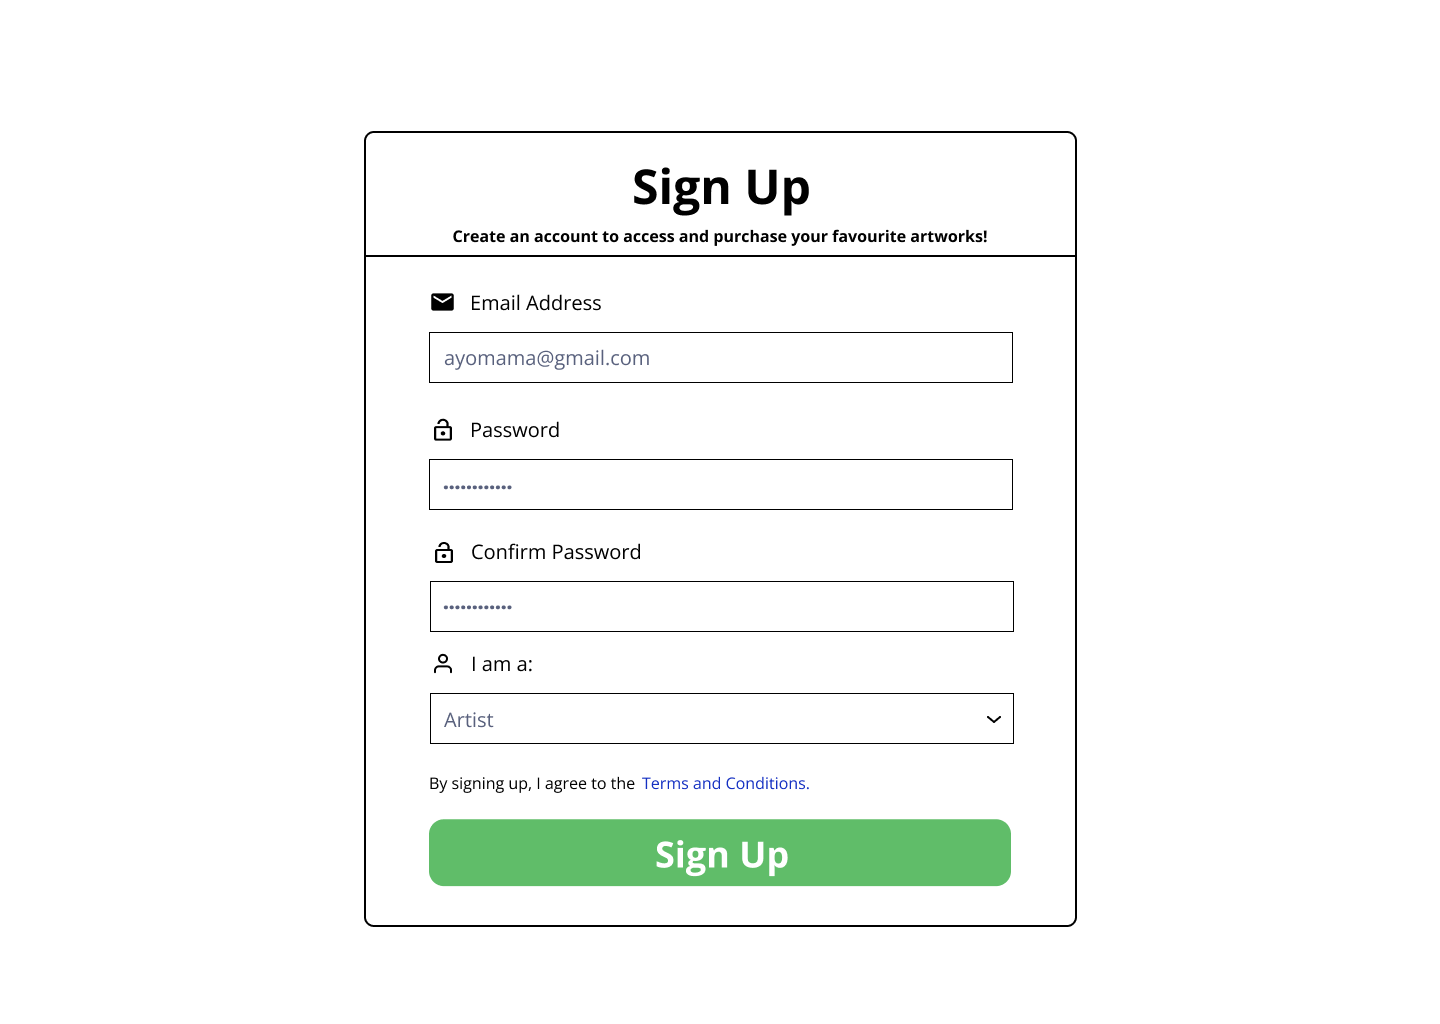 Sign Up
Create an account to access and purchase your favourite artworks!
Email Address
ayomama@gmail.com
Password
••••••••••••
Confirm Password
••••••••••••
I am a:
Artist
By signing up, I agree to the Terms and Conditions.
Sign Up